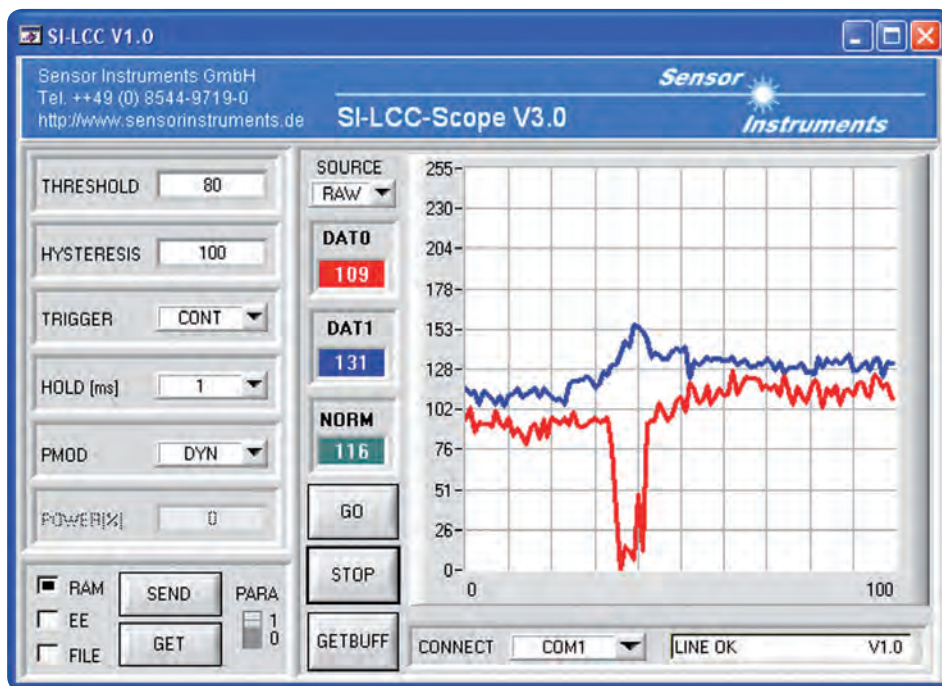 SI-LCC V1.0
Sensor Instruments GmbH
Tel. ++49 (0) 8544-9719-0
http://www.sensorinstruments.de
SI-LCC-Scope V3.0
Sensor
Instruments
THRESHOLD 80
HYSTERESIS 100
TRIGGER CONT
HOLD [ms] 1
PMOD DYN
POWER[%] 0
RAM
EE
FILE
SEND
GET
PARA
1
0
SOURCE
RAW
DAT0
109
DAT1
131
NORM
116
GO
STOP
GETBUFF
255
230
204
178
153
128
102
76
51
26
0
0 100
CONNECT COM1 LINE OK V1.0